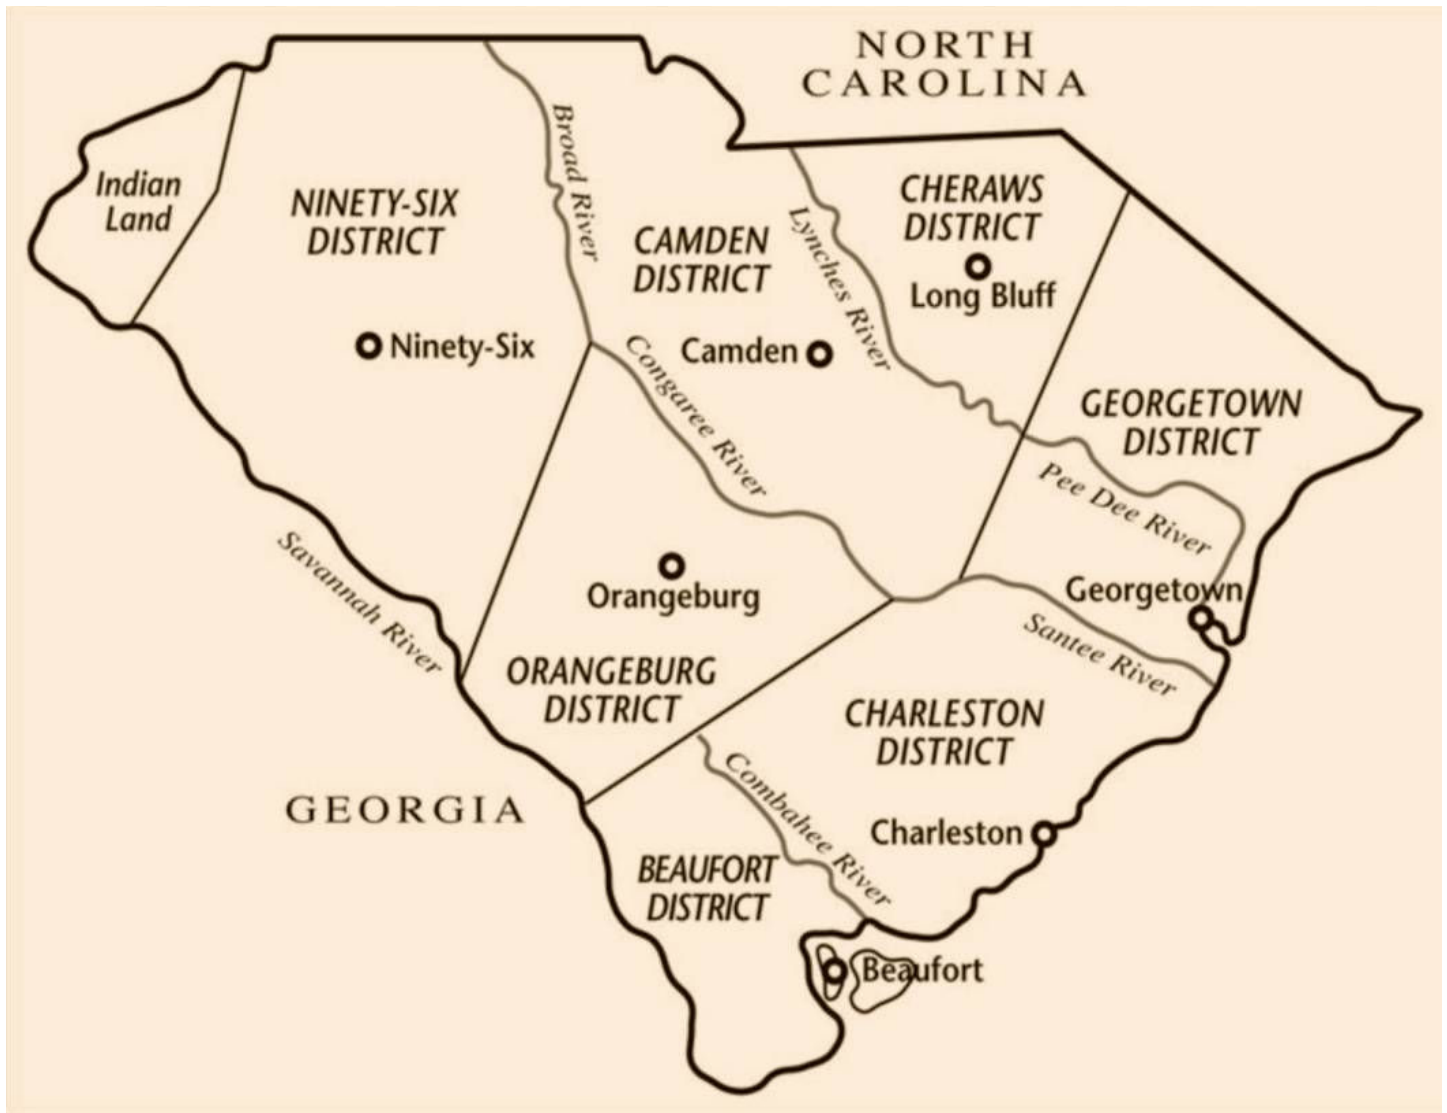 NORTH
CAROLINA
Indian
Land
NINETY-SIX
DISTRICT
Broad River
CAMDEN
DISTRICT
Lynches River
CHERAWS
DISTRICT
Long Bluff
Ninety-Six
Congaree River
Camden
GEORGETOWN
DISTRICT
Pee Dee River
Savannah River
Orangeburg
Georgetown
Santee River
ORANGEBURG
DISTRICT
CHARLESTON
DISTRICT
GEORGIA
Combahee River
Charleston
BEAUFORT
DISTRICT
Beaufort